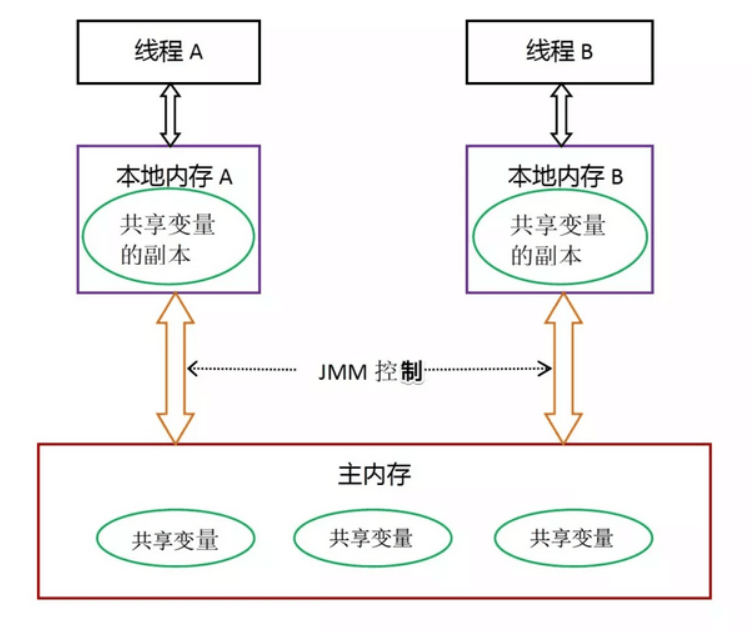 线程 A
线程 B
本地内存 A
共享变量
的副本
本地内存 B
共享变量
的副本
JMM 控制
主内存
共享变量
共享变量
共享变量